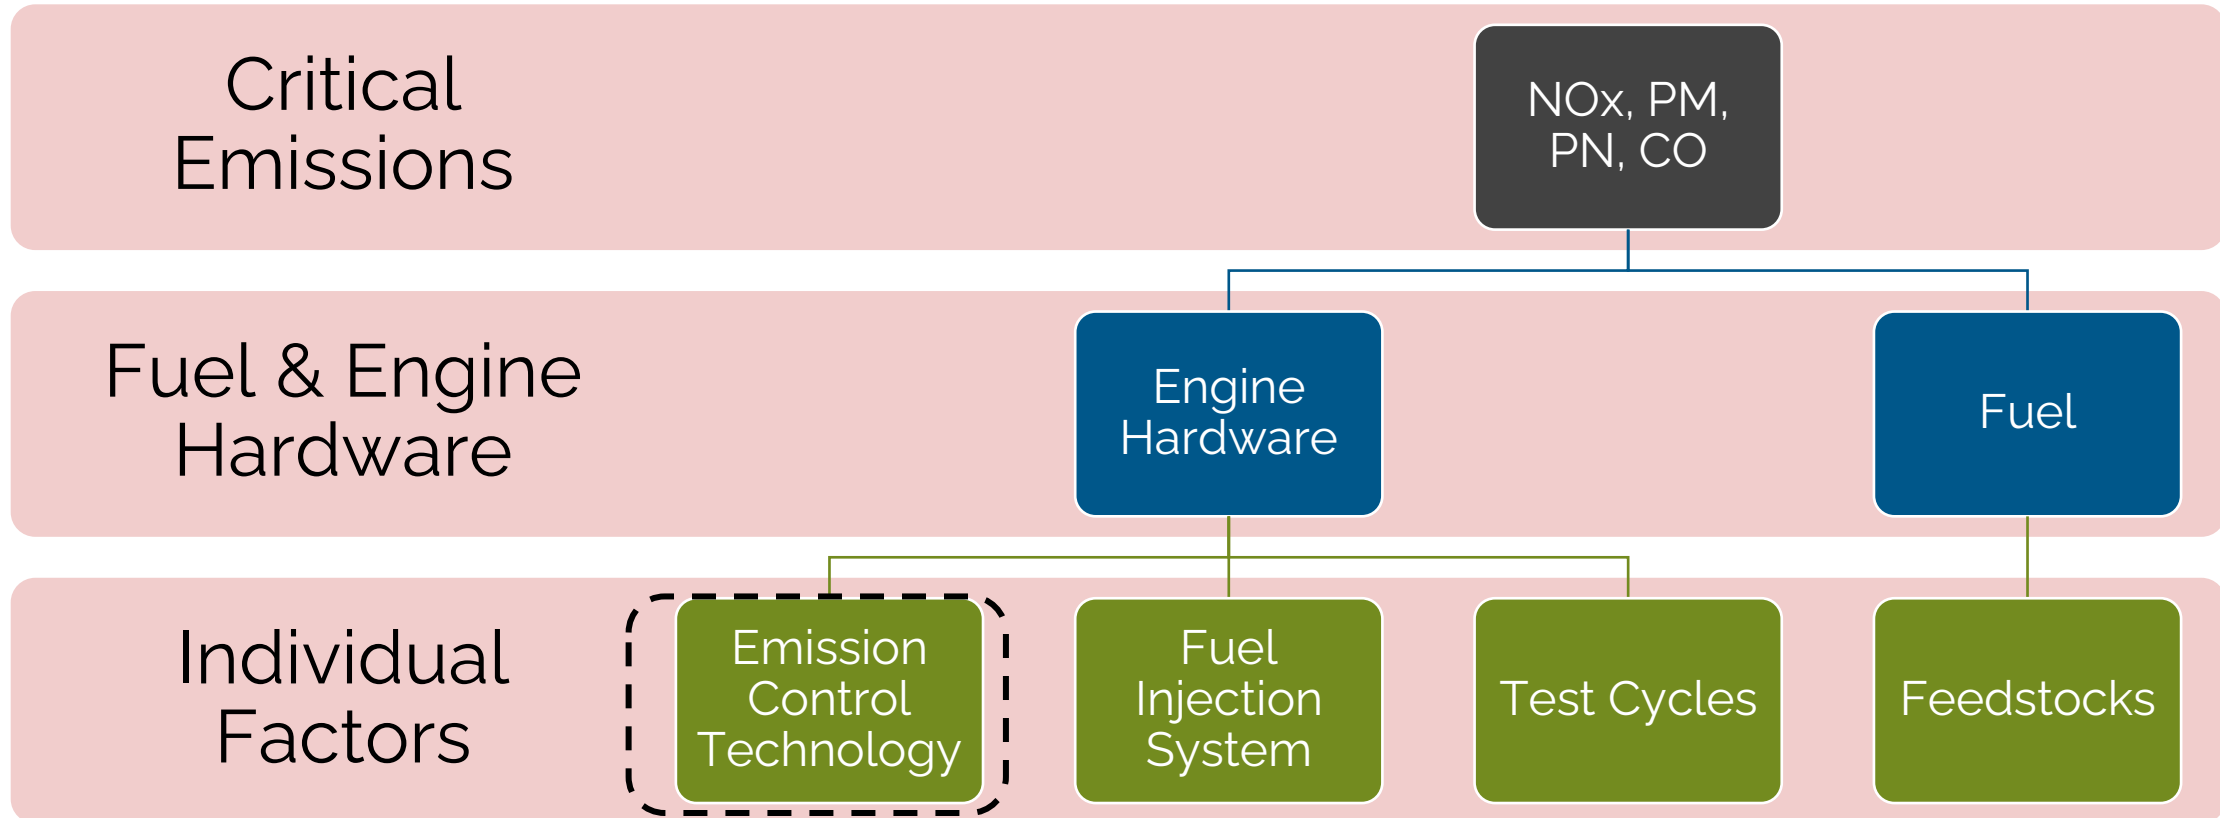 Critical
Emissions
NOx, PM,
PN, CO
Fuel & Engine
Hardware
Engine
Hardware
Fuel
Individual
Factors
Emission
Control
Technology
Fuel
Injection
System
Test Cycles
Feedstocks